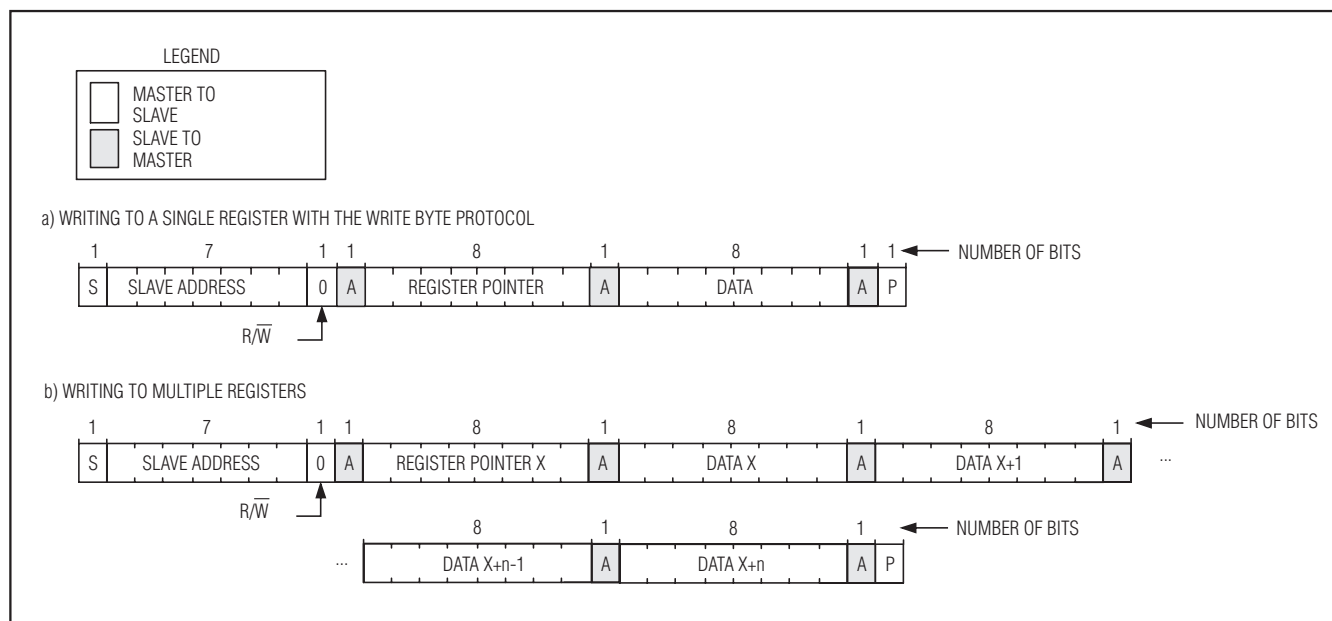 LEGEND
MASTER TO
SLAVE
SLAVE TO
MASTER
a) WRITING TO A SINGLE REGISTER WITH THE WRITE BYTE PROTOCOL
1 7 1 1 8 1 8 1 1 NUMBER OF BITS
S SLAVE ADDRESS 0 A REGISTER POINTER A DATA A P
R/W̅
b) WRITING TO MULTIPLE REGISTERS
1 7 1 1 8 1 8 1 8 1 NUMBER OF BITS
S SLAVE ADDRESS 0 A REGISTER POINTER X A DATA X A DATA X+1 A ...
R/W̅
8 1 8 1 NUMBER OF BITS
... DATA X+n-1 A DATA X+n A P